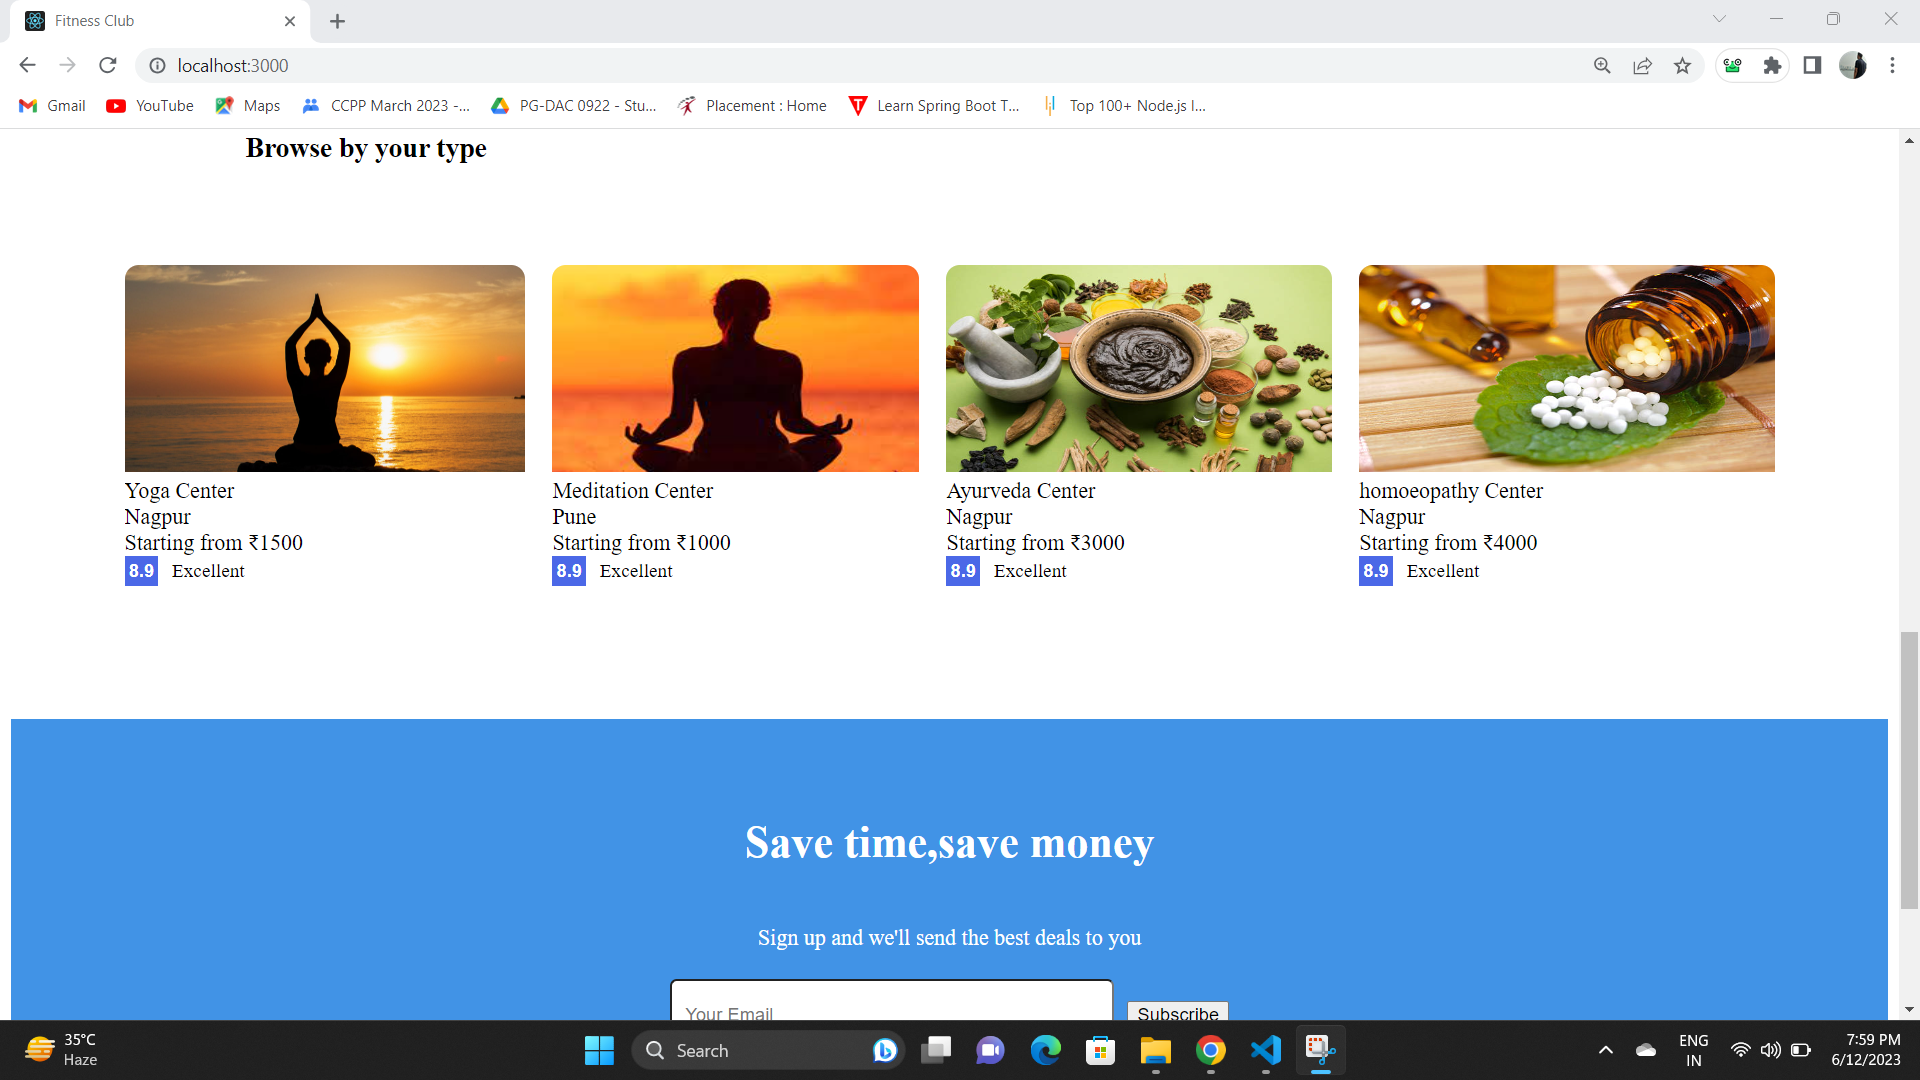 Fitness Club
localhost:3000
Gmail YouTube Maps CCPP March 2023 -... PG-DAC 0922 - Stu... Placement : Home Learn Spring Boot T... Top 100+ Node.js I...
Browse by your type
Yoga Center
Nagpur
Starting from ₹1500
8.9 Excellent
Meditation Center
Pune
Starting from ₹1000
8.9 Excellent
Ayurveda Center
Nagpur
Starting from ₹3000
8.9 Excellent
homoeopathy Center
Nagpur
Starting from ₹4000
8.9 Excellent
Save time,save money
Sign up and we'll send the best deals to you
Your Email Subscribe
35°C
Haze
Search
ENG
IN
7:59 PM
6/12/2023